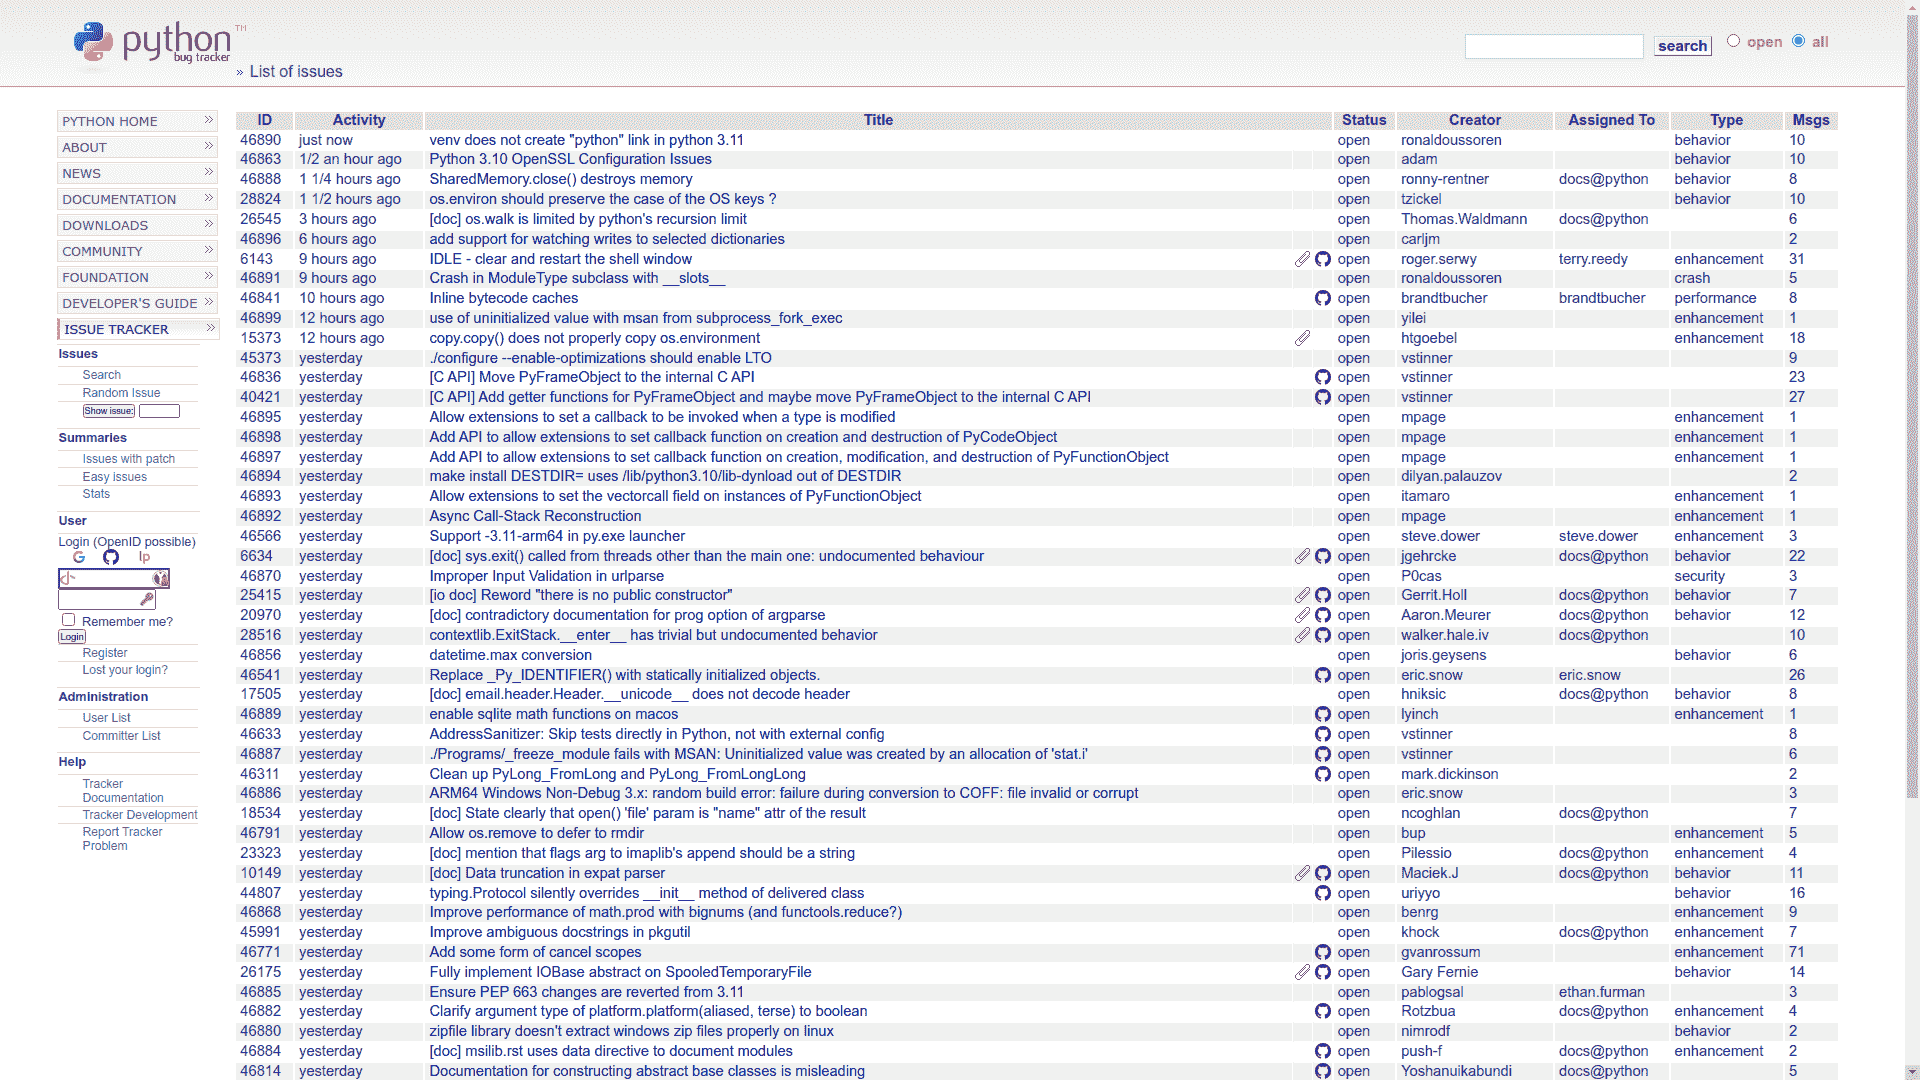 python™
bug tracker
» List of issues
search open all
PYTHON HOME »
ABOUT »
NEWS »
DOCUMENTATION »
DOWNLOADS »
COMMUNITY »
FOUNDATION »
DEVELOPER'S GUIDE »
ISSUE TRACKER »
Issues
Search
Random Issue
Show issue:
Summaries
Issues with patch
Easy issues
Stats
User
Login (OpenID possible)
G lp
Remember me?
Login
Register
Lost your login?
Administration
User List
Committer List
Help
Tracker
Documentation
Tracker Development
Report Tracker
Problem
ID Activity Title Status Creator Assigned To Type Msgs
46890 just now venv does not create "python" link in python 3.11 open ronaldoussoren behavior 10
46863 1/2 an hour ago Python 3.10 OpenSSL Configuration Issues open adam behavior 10
46888 1 1/4 hours ago SharedMemory.close() destroys memory open ronny-rentner docs@python behavior 8
28824 1 1/2 hours ago os.environ should preserve the case of the OS keys ? open tzickel behavior 10
26545 3 hours ago [doc] os.walk is limited by python's recursion limit open Thomas.Waldmann docs@python 6
46896 6 hours ago add support for watching writes to selected dictionaries open carljm 2
6143 9 hours ago IDLE - clear and restart the shell window open roger.serwy terry.reedy enhancement 31
46891 9 hours ago Crash in ModuleType subclass with __slots__ open ronaldoussoren crash 5
46841 10 hours ago Inline bytecode caches open brandtbucher brandtbucher performance 8
46899 12 hours ago use of uninitialized value with msan from subprocess_fork_exec open yilei enhancement 1
15373 12 hours ago copy.copy() does not properly copy os.environment open htgoebel enhancement 18
45373 yesterday ./configure --enable-optimizations should enable LTO open vstinner 9
46836 yesterday [C API] Move PyFrameObject to the internal C API open vstinner 23
40421 yesterday [C API] Add getter functions for PyFrameObject and maybe move PyFrameObject to the internal C API open vstinner 27
46895 yesterday Allow extensions to set a callback to be invoked when a type is modified open mpage enhancement 1
46898 yesterday Add API to allow extensions to set callback function on creation and destruction of PyCodeObject open mpage enhancement 1
46897 yesterday Add API to allow extensions to set callback function on creation, modification, and destruction of PyFunctionObject open mpage enhancement 1
46894 yesterday make install DESTDIR= uses /lib/python3.10/lib-dynload out of DESTDIR open dilyan.palauzov 2
46893 yesterday Allow extensions to set the vectorcall field on instances of PyFunctionObject open itamaro enhancement 1
46892 yesterday Async Call-Stack Reconstruction open mpage enhancement 1
46566 yesterday Support -3.11-arm64 in py.exe launcher open steve.dower steve.dower enhancement 3
6634 yesterday [doc] sys.exit() called from threads other than the main one: undocumented behaviour open jgehrcke docs@python behavior 22
46870 yesterday Improper Input Validation in urlparse open P0cas security 3
25415 yesterday [io doc] Reword "there is no public constructor" open Gerrit.Holl docs@python behavior 7
20970 yesterday [doc] contradictory documentation for prog option of argparse open Aaron.Meurer docs@python behavior 12
28516 yesterday contextlib.ExitStack.__enter__ has trivial but undocumented behavior open walker.hale.iv docs@python 10
46856 yesterday datetime.max conversion open joris.geysens behavior 6
46541 yesterday Replace _Py_IDENTIFIER() with statically initialized objects. open eric.snow eric.snow 26
17505 yesterday [doc] email.header.Header.__unicode__ does not decode header open hniksic docs@python behavior 8
46889 yesterday enable sqlite math functions on macos open lyinch enhancement 1
46633 yesterday AddressSanitizer: Skip tests directly in Python, not with external config open vstinner 8
46887 yesterday ./Programs/_freeze_module fails with MSAN: Uninitialized value was created by an allocation of 'stat.i' open vstinner 6
46311 yesterday Clean up PyLong_FromLong and PyLong_FromLongLong open mark.dickinson 2
46886 yesterday ARM64 Windows Non-Debug 3.x: random build error: failure during conversion to COFF: file invalid or corrupt open eric.snow 3
18534 yesterday [doc] State clearly that open() 'file' param is "name" attr of the result open ncoghlan docs@python 7
46791 yesterday Allow os.remove to defer to rmdir open bup enhancement 5
23323 yesterday [doc] mention that flags arg to imaplib's append should be a string open Pilessio docs@python enhancement 4
10149 yesterday [doc] Data truncation in expat parser open Maciek.J docs@python behavior 11
44807 yesterday typing.Protocol silently overrides __init__ method of delivered class open uriyyo behavior 16
46868 yesterday Improve performance of math.prod with bignums (and functools.reduce?) open benrg enhancement 9
45991 yesterday Improve ambiguous docstrings in pkgutil open khock docs@python enhancement 7
46771 yesterday Add some form of cancel scopes open gvanrossum enhancement 71
26175 yesterday Fully implement IOBase abstract on SpooledTemporaryFile open Gary Fernie behavior 14
46885 yesterday Ensure PEP 663 changes are reverted from 3.11 open pablogsal ethan.furman 3
46882 yesterday Clarify argument type of platform.platform(aliased, terse) to boolean open Rotzbua docs@python enhancement 4
46880 yesterday zipfile library doesn't extract windows zip files properly on linux open nimrodf behavior 2
46884 yesterday [doc] msilib.rst uses data directive to document modules open push-f docs@python enhancement 2
46814 yesterday Documentation for constructing abstract base classes is misleading open Yoshanuikabundi docs@python 5